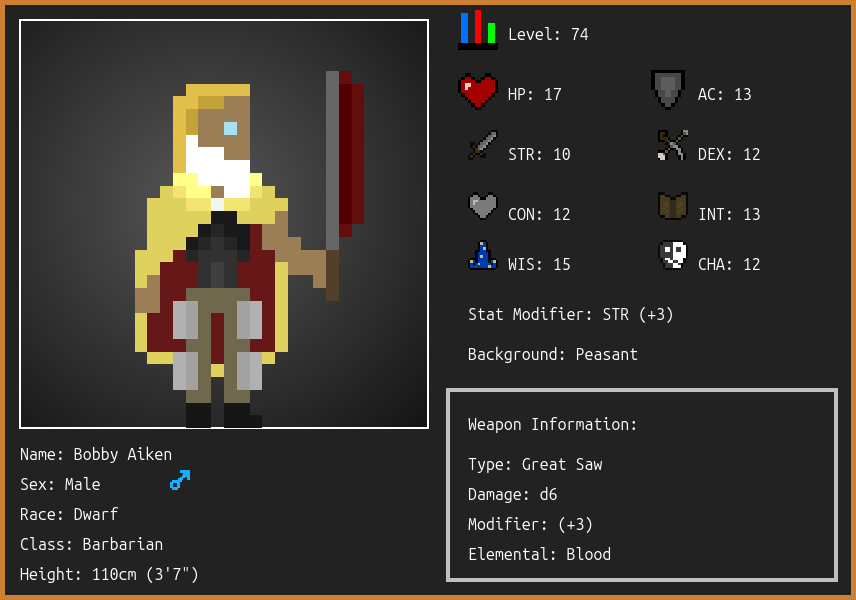 Level: 74
HP: 17
AC: 13
STR: 10
DEX: 12
CON: 12
INT: 13
WIS: 15
CHA: 12
Stat Modifier: STR (+3)
Background: Peasant
Weapon Information:
Type: Great Saw
Damage: d6
Modifier: (+3)
Elemental: Blood
Name: Bobby Aiken
Sex: Male
Race: Dwarf
Class: Barbarian
Height: 110cm (3'7")